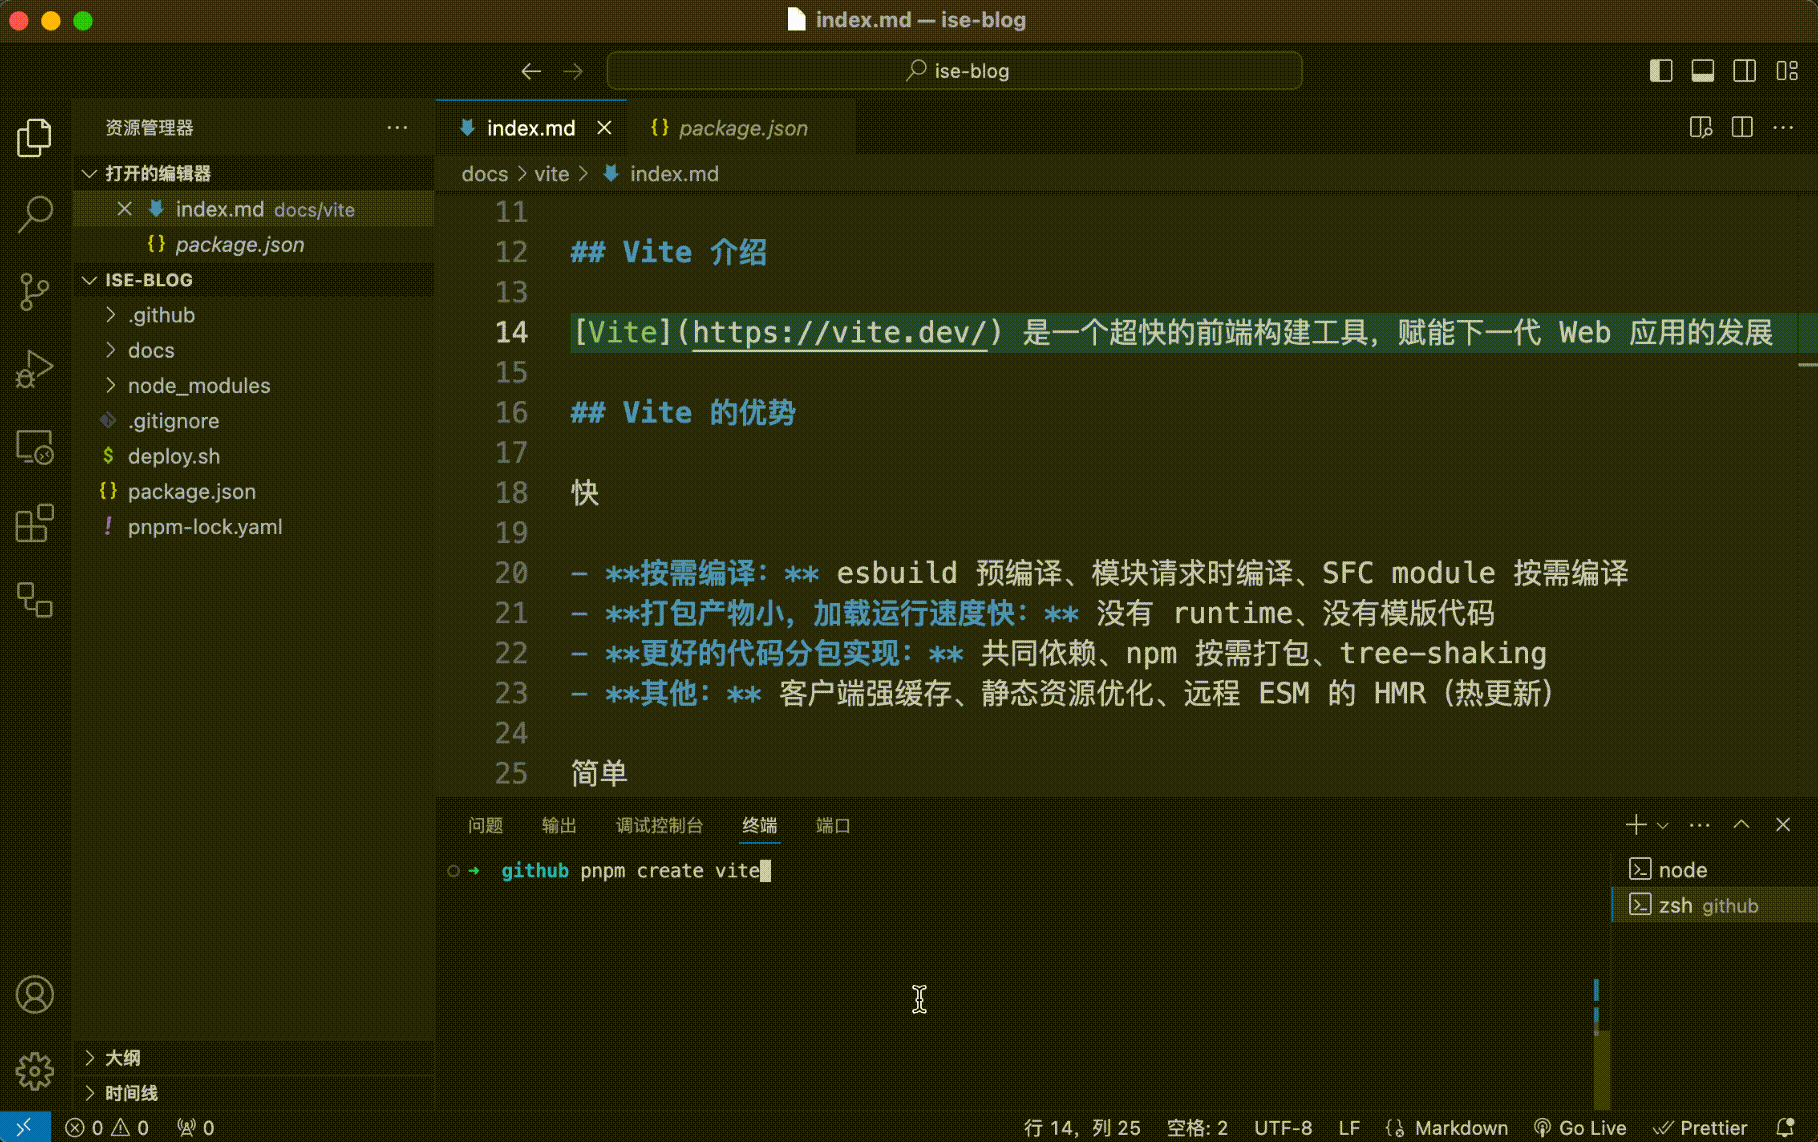 index.md — ise-blog
ise-blog
资源管理器
打开的编辑器
index.md docs/vite
package.json
ISE-BLOG
.github
docs
node_modules
.gitignore
deploy.sh
package.json
pnpm-lock.yaml
大纲
时间线
index.md
package.json
docs > vite > index.md
11
12 ## Vite 介绍
13
14 [Vite](https://vite.dev/) 是一个超快的前端构建工具，赋能下一代 Web 应用的发展
15
16 ## Vite 的优势
17
18 快
19
20 - **按需编译：** esbuild 预编译、模块请求时编译、SFC module 按需编译
21 - **打包产物小，加载运行速度快：** 没有 runtime、没有模版代码
22 - **更好的代码分包实现：** 共同依赖、npm 按需打包、tree-shaking
23 - **其他：** 客户端强缓存、静态资源优化、远程 ESM 的 HMR（热更新）
24
25 简单
问题 输出 调试控制台 终端 端口
➜ github pnpm create vite
node
zsh github
0 0 0
行 14，列 25 空格: 2 UTF-8 LF Markdown Go Live Prettier